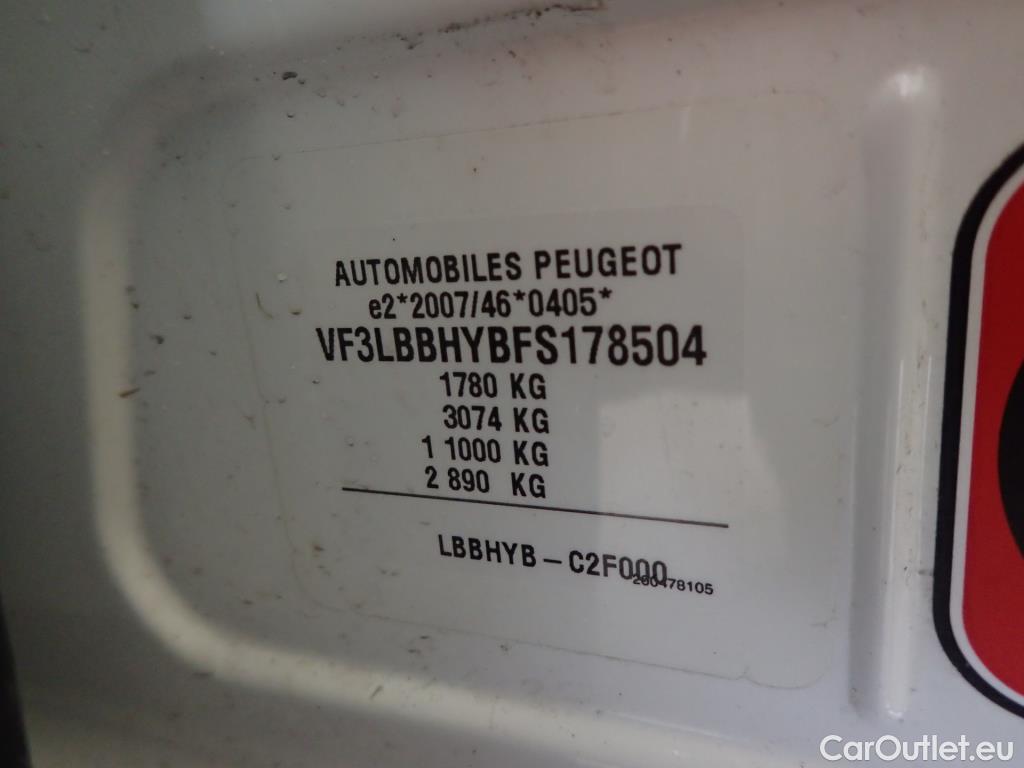 AUTOMOBILES PEUGEOT
e2*2007/46*0405*
VF3LBBHYBFS178504
1780 KG
3074 KG
1 1000 KG
2 890 KG
LBBHYB – C2F000
200478105
CarOutlet.eu